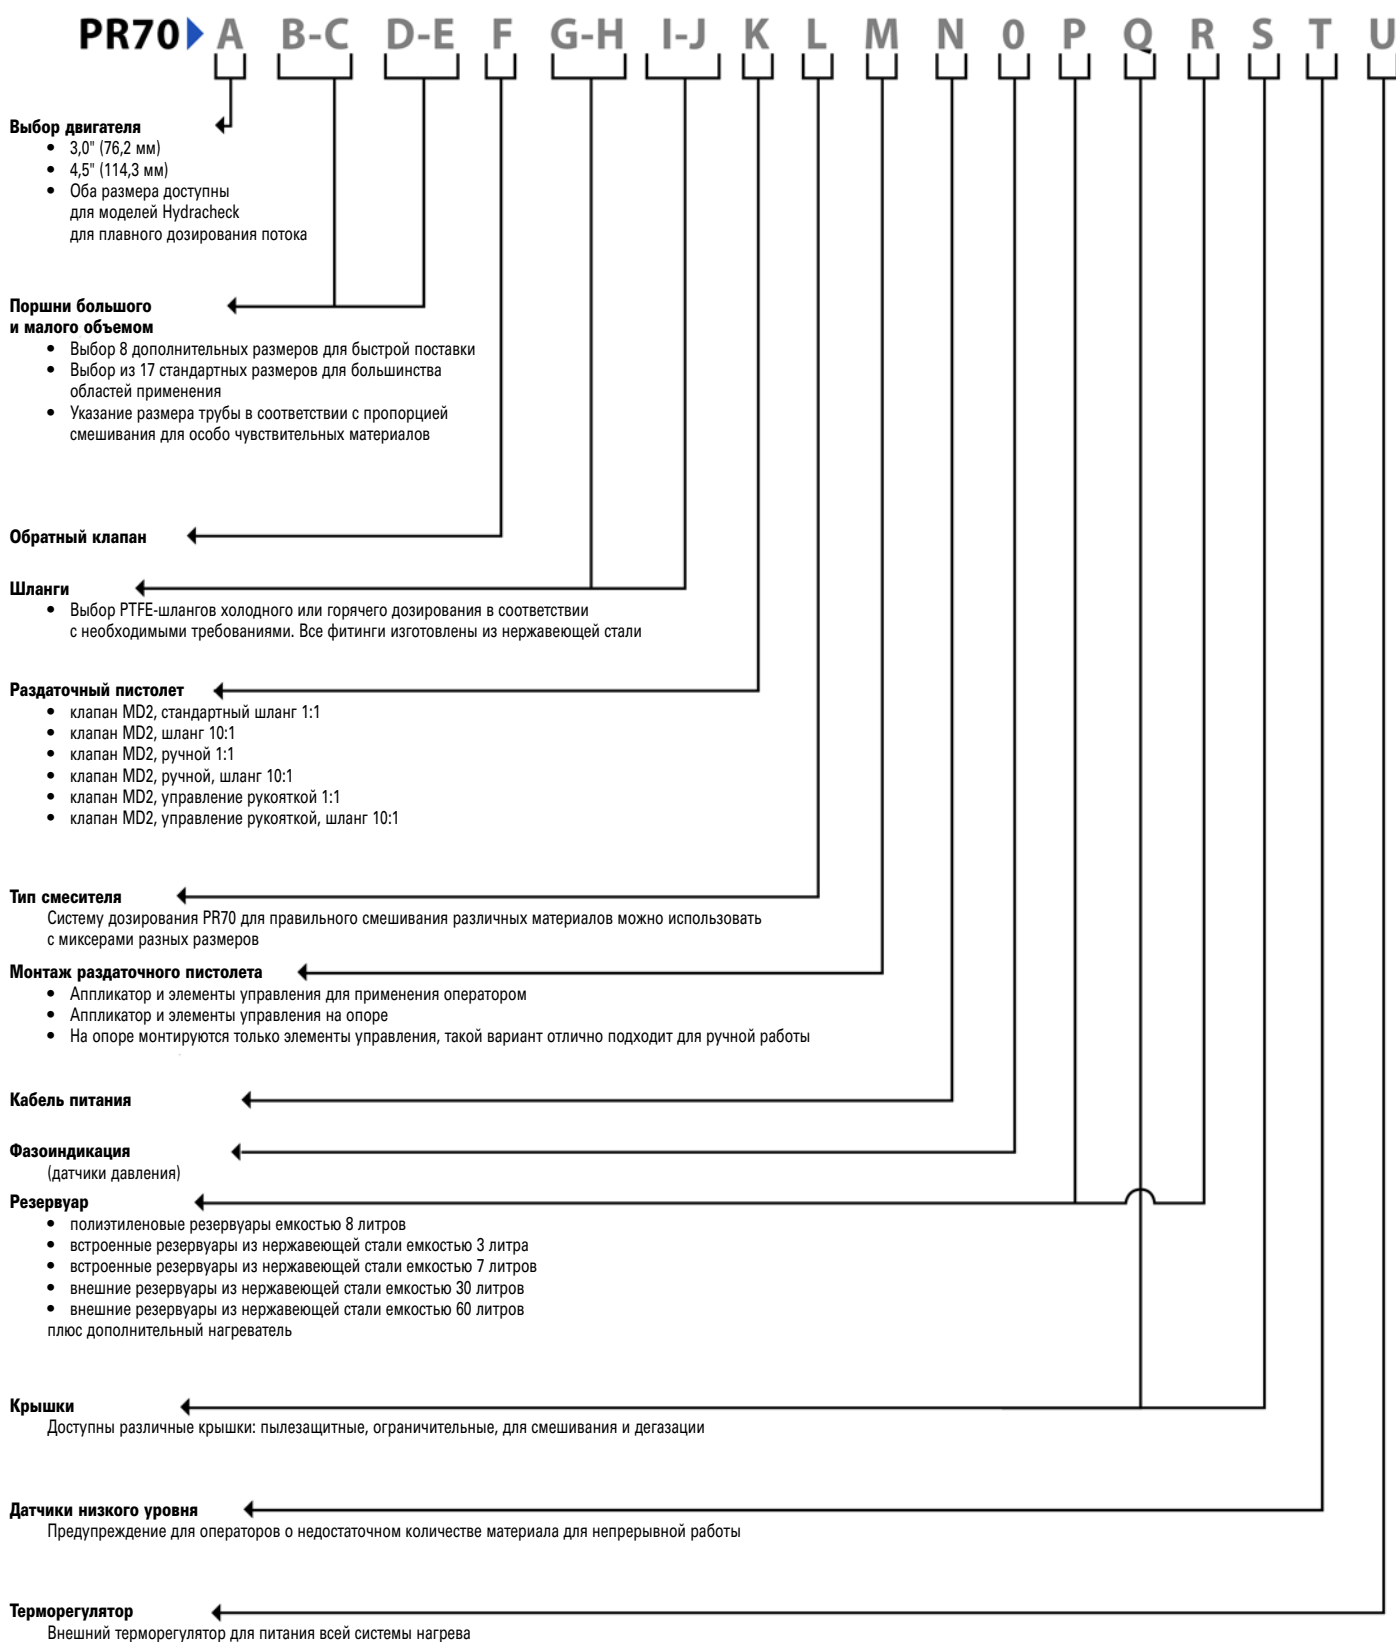 PR70 A B-C D-E F G-H I-J K L M N 0 P Q R S T U
Выбор двигателя
• 3,0" (76,2 мм)
• 4,5" (114,3 мм)
• Оба размера доступны
для моделей Hydracheck
для плавного дозирования потока
Поршни большого
и малого объемом
• Выбор 8 дополнительных размеров для быстрой поставки
• Выбор из 17 стандартных размеров для большинства
областей применения
• Указание размера трубы в соответствии с пропорцией
смешивания для особо чувствительных материалов
Обратный клапан
Шланги
• Выбор PTFE-шлангов холодного или горячего дозирования в соответствии
с необходимыми требованиями. Все фитинги изготовлены из нержавеющей стали
Раздаточный пистолет
• клапан MD2, стандартный шланг 1:1
• клапан MD2, шланг 10:1
• клапан MD2, ручной 1:1
• клапан MD2, ручной, шланг 10:1
• клапан MD2, управление рукояткой 1:1
• клапан MD2, управление рукояткой, шланг 10:1
Тип смесителя
Систему дозирования PR70 для правильного смешивания различных материалов можно использовать
с миксерами разных размеров
Монтаж раздаточного пистолета
• Аппликатор и элементы управления для применения оператором
• Аппликатор и элементы управления на опоре
• На опоре монтируются только элементы управления, такой вариант отлично подходит для ручной работы
Кабель питания
Фазоиндикация
(датчики давления)
Резервуар
• полиэтиленовые резервуары емкостью 8 литров
• встроенные резервуары из нержавеющей стали емкостью 3 литра
• встроенные резервуары из нержавеющей стали емкостью 7 литров
• внешние резервуары из нержавеющей стали емкостью 30 литров
• внешние резервуары из нержавеющей стали емкостью 60 литров
плюс дополнительный нагреватель
Крышки
Доступны различные крышки: пылезащитные, ограничительные, для смешивания и дегазации
Датчики низкого уровня
Предупреждение для операторов о недостаточном количестве материала для непрерывной работы
Терморегулятор
Внешний терморегулятор для питания всей системы нагрева